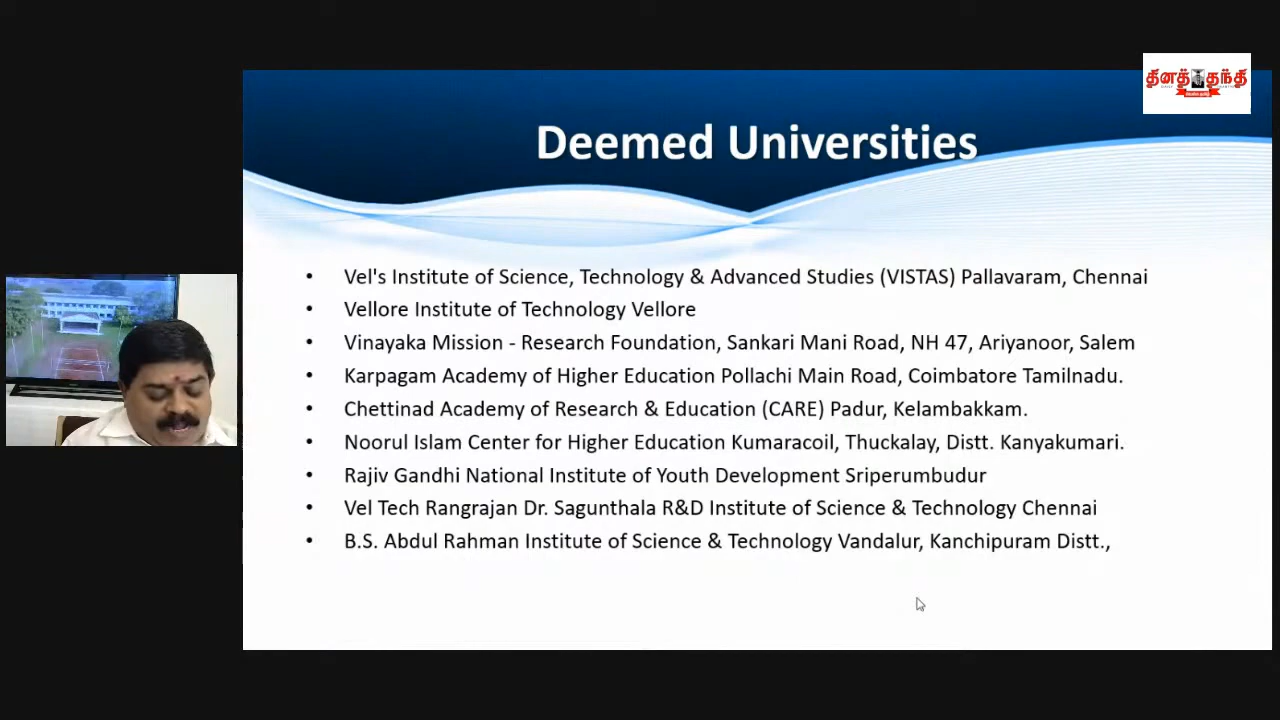 தினத்தந்தி
Deemed Universities
• Vel's Institute of Science, Technology & Advanced Studies (VISTAS) Pallavaram, Chennai
• Vellore Institute of Technology Vellore
• Vinayaka Mission - Research Foundation, Sankari Mani Road, NH 47, Ariyanoor, Salem
• Karpagam Academy of Higher Education Pollachi Main Road, Coimbatore Tamilnadu.
• Chettinad Academy of Research & Education (CARE) Padur, Kelambakkam.
• Noorul Islam Center for Higher Education Kumaracoil, Thuckalay, Distt. Kanyakumari.
• Rajiv Gandhi National Institute of Youth Development Sriperumbudur
• Vel Tech Rangrajan Dr. Sagunthala R&D Institute of Science & Technology Chennai
• B.S. Abdul Rahman Institute of Science & Technology Vandalur, Kanchipuram Distt.,